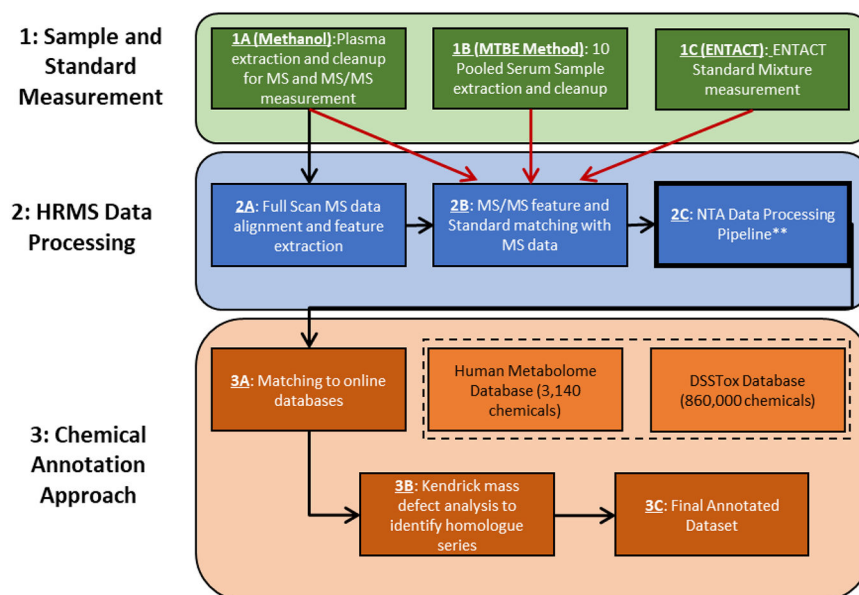 1: Sample and
Standard
Measurement
1A (Methanol):Plasma
extraction and cleanup
for MS and MS/MS
measurement
1B (MTBE Method): 10
Pooled Serum Sample
extraction and cleanup
1C (ENTACT): ENTACT
Standard Mixture
measurement
2: HRMS Data
Processing
2A: Full Scan MS data
alignment and feature
extraction
2B: MS/MS feature and
Standard matching with
MS data
2C: NTA Data Processing
Pipeline**
3: Chemical
Annotation
Approach
3A: Matching to online
databases
Human Metabolome
Database (3,140
chemicals)
DSSTox Database
(860,000 chemicals)
3B: Kendrick mass
defect analysis to
identify homologue
series
3C: Final Annotated
Dataset